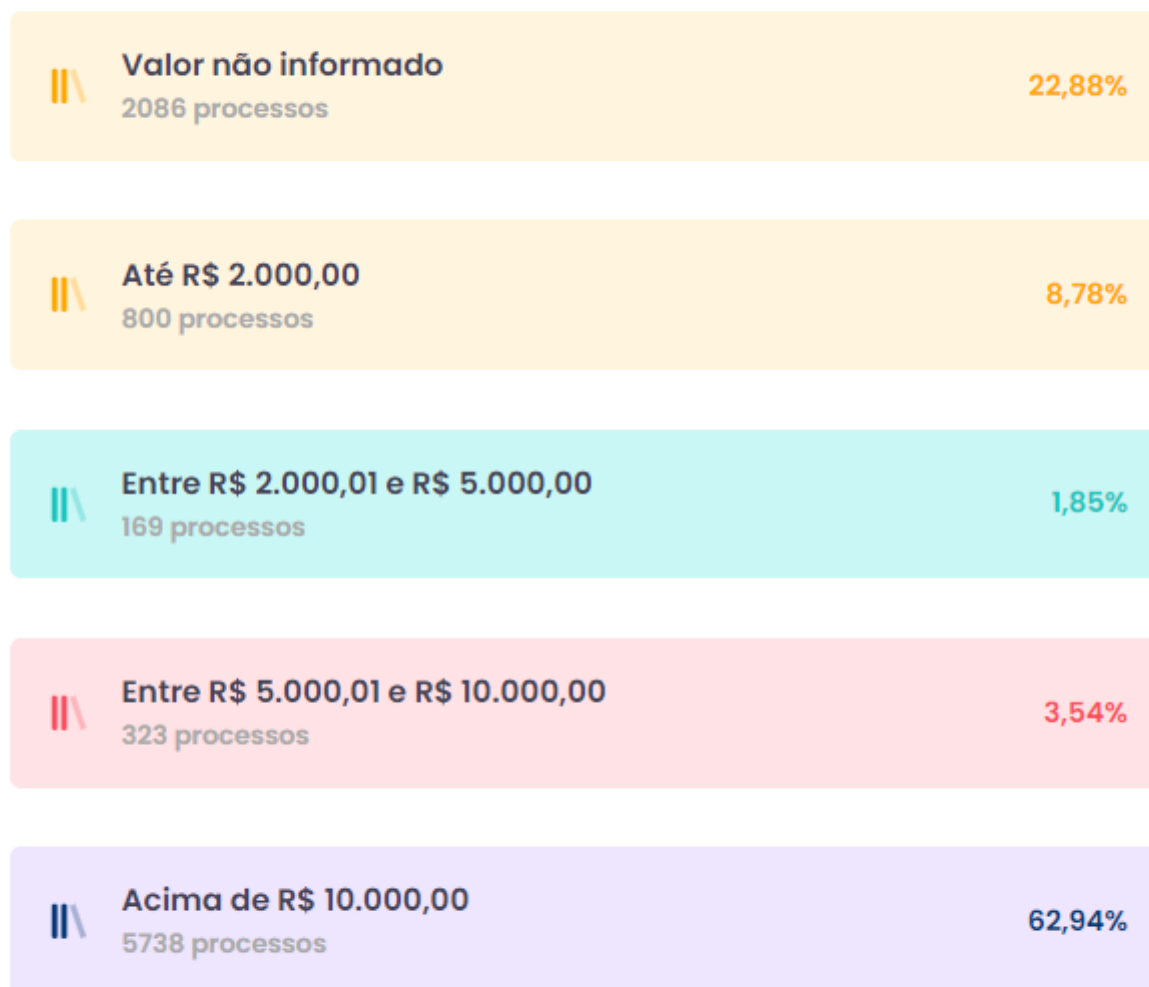 Valor não informado
2086 processos
22,88%
Até R$ 2.000,00
800 processos
8,78%
Entre R$ 2.000,01 e R$ 5.000,00
169 processos
1,85%
Entre R$ 5.000,01 e R$ 10.000,00
323 processos
3,54%
Acima de R$ 10.000,00
5738 processos
62,94%